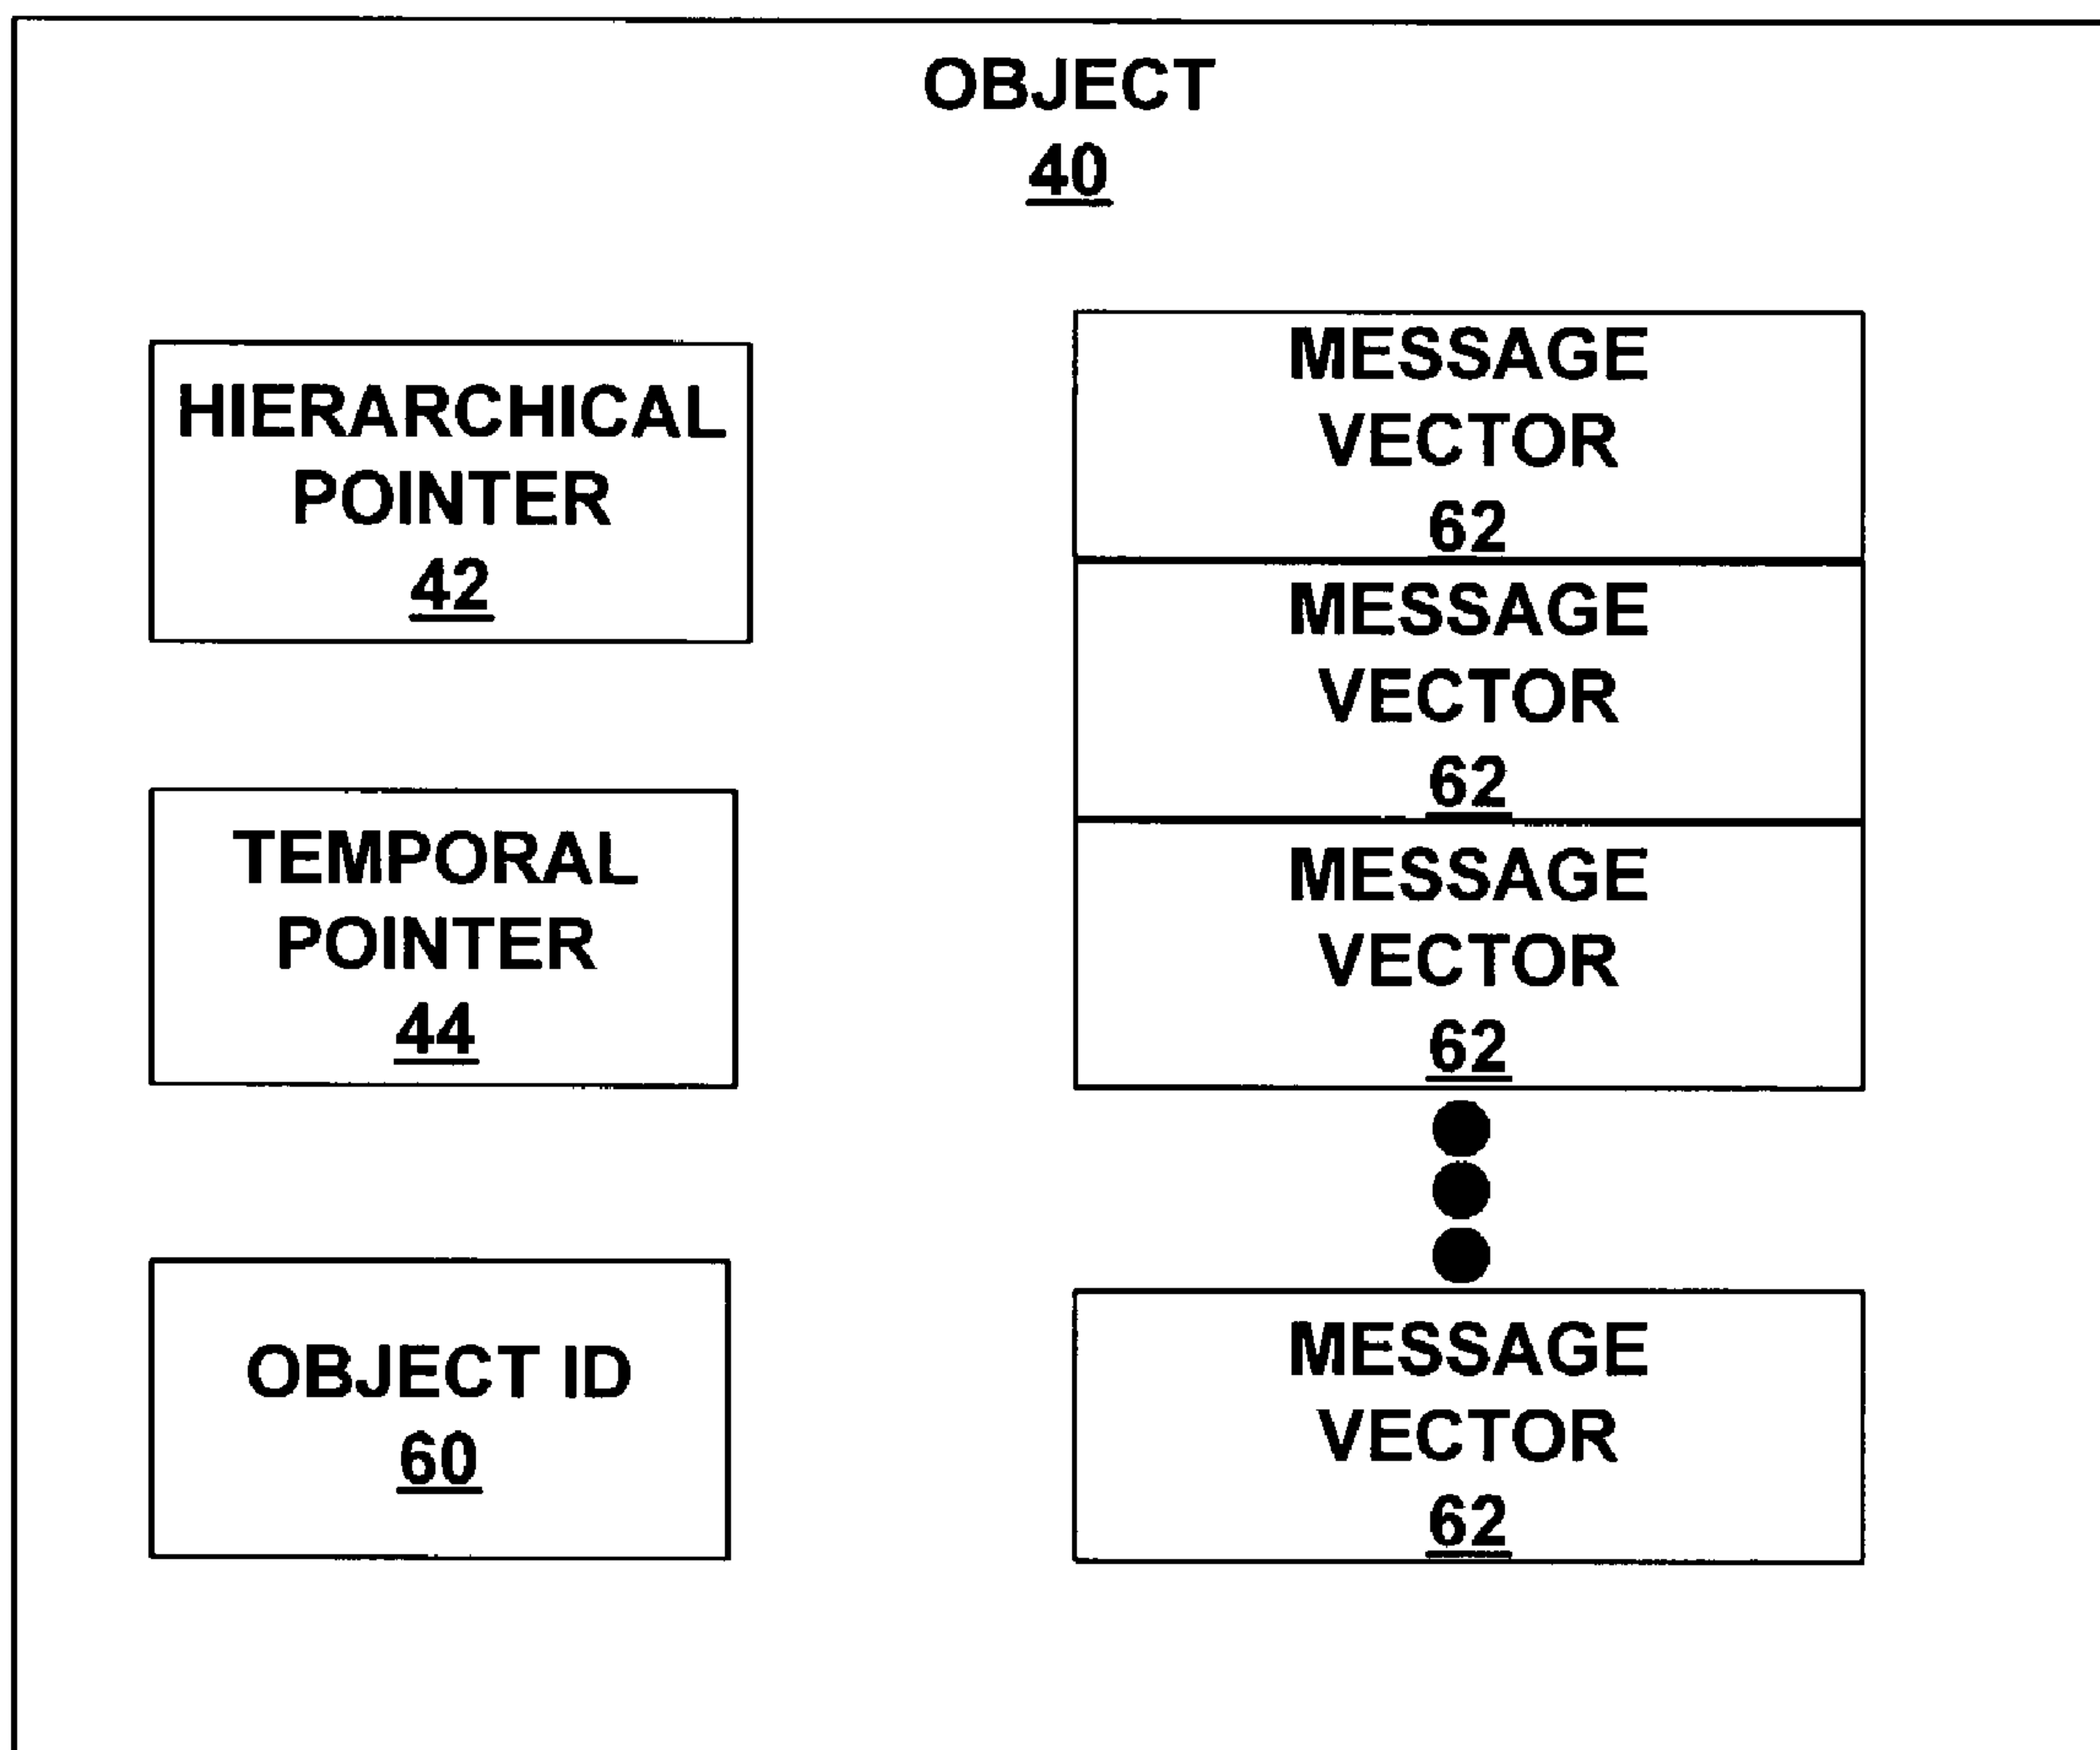 OBJECT
40
HIERARCHICAL
POINTER
42
TEMPORAL
POINTER
44
OBJECT ID
60
MESSAGE
VECTOR
62
MESSAGE
VECTOR
62
MESSAGE
VECTOR
62
MESSAGE
VECTOR
62